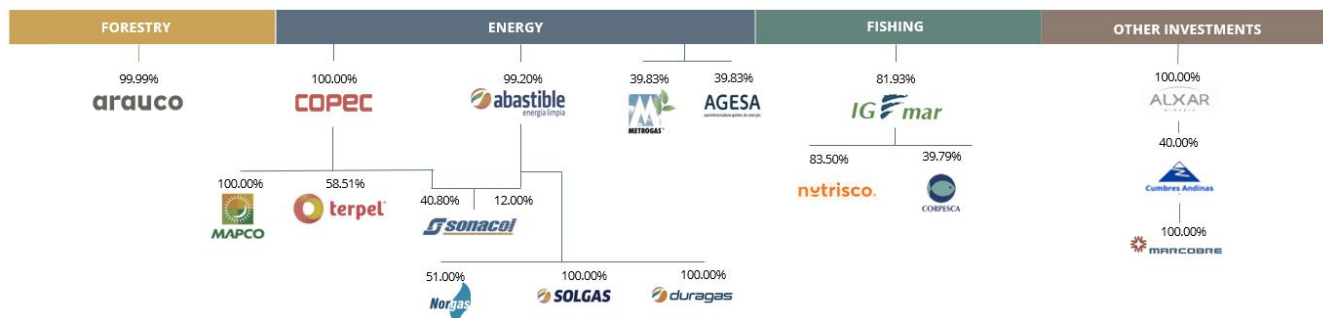 FORESTRY
ENERGY
FISHING
OTHER INVESTMENTS
99.99%
arauco
100.00%
COPEC
99.20%
abastible
energía limpia
39.83%
METROGAS
39.83%
AGESA
81.93%
IG mar
100.00%
ALXAR
MINERÍA
100.00%
MAPCO
58.51%
terpel
40.80%
12.00%
sonacol
83.50%
nutrisco.
39.79%
CORPESCA
40.00%
Cumbres Andinas
100.00%
MARCOBRE
51.00%
Norgas
100.00%
SOLGAS
100.00%
duragas